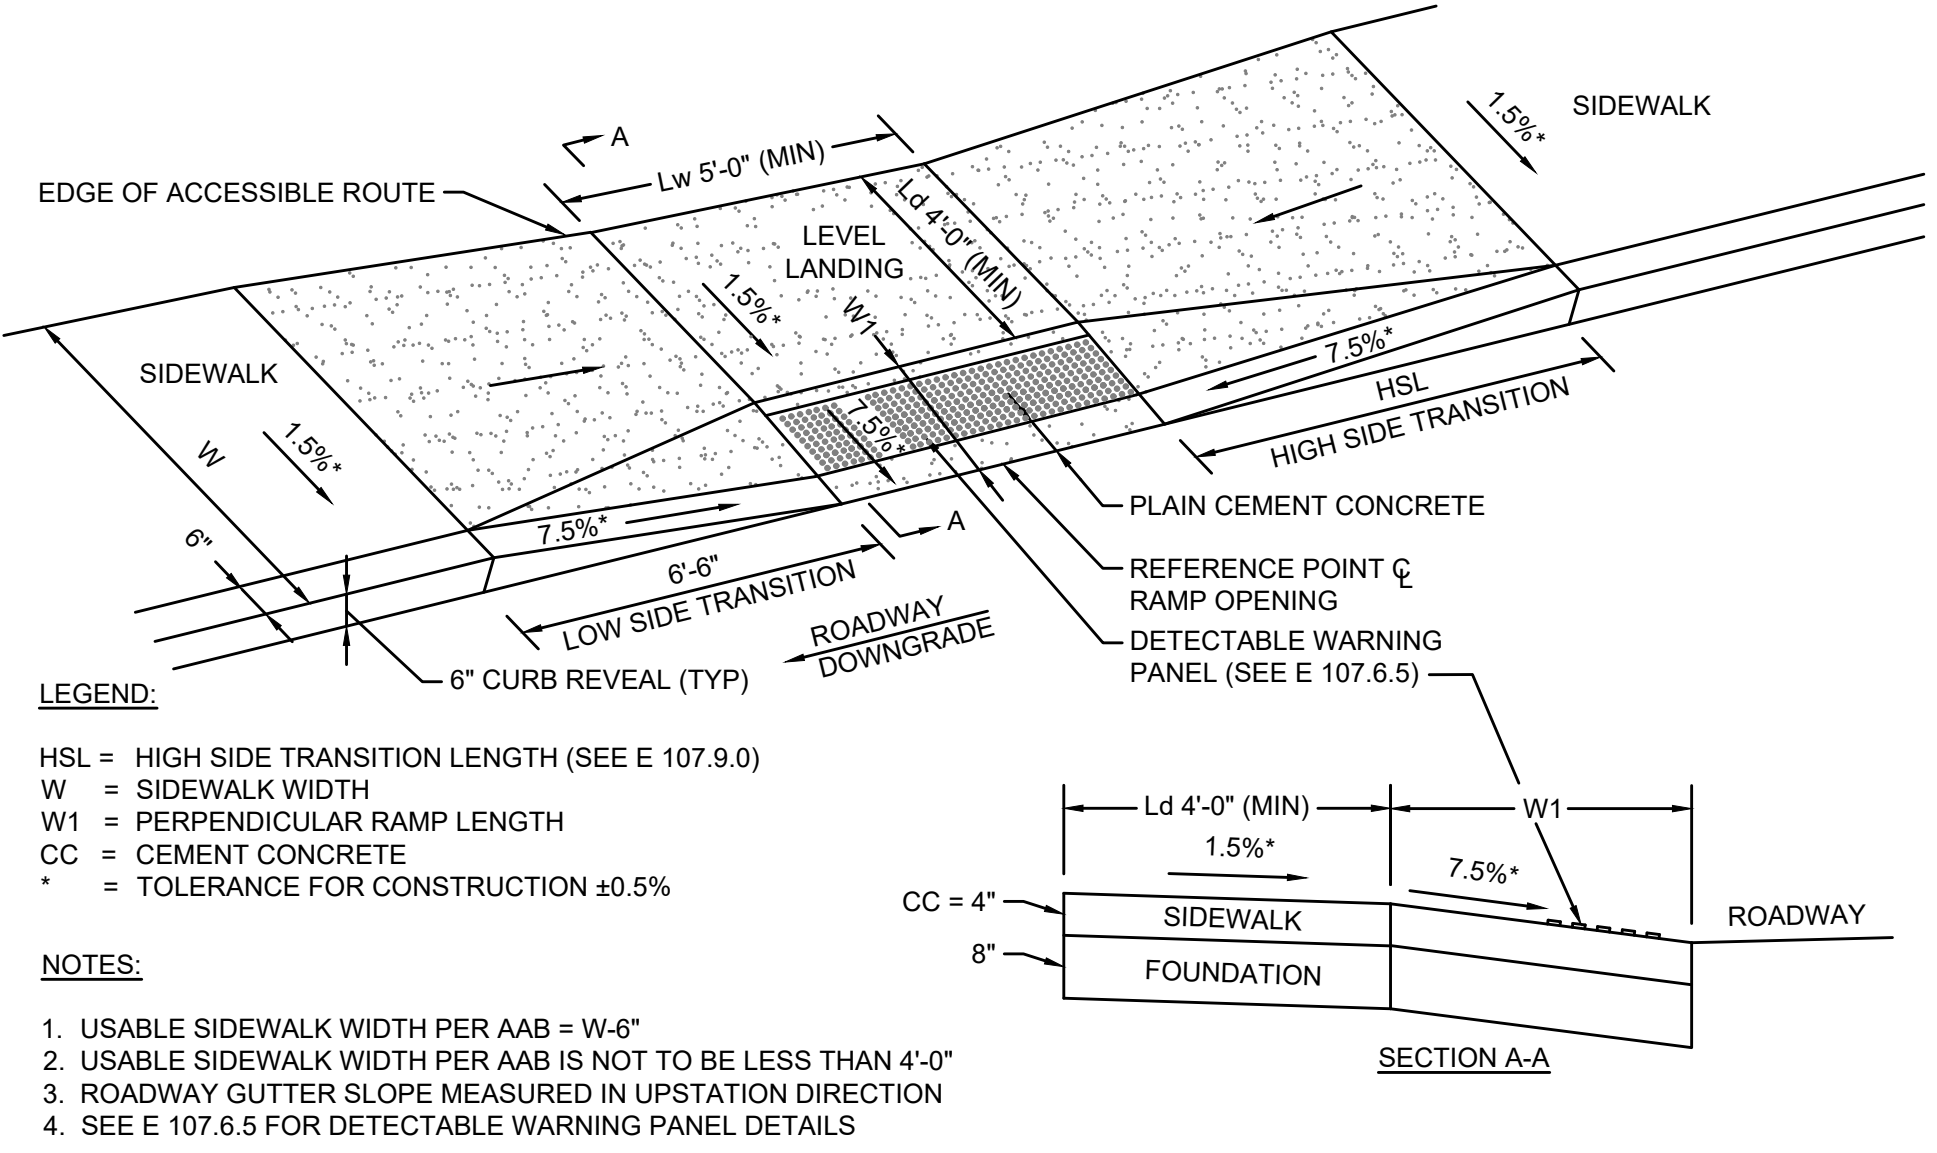 1.5%*
SIDEWALK
A
Lw 5'-0" (MIN)
EDGE OF ACCESSIBLE ROUTE
Ld 4'-0" (MIN)
LEVEL
LANDING
1.5%*
W1
7.5%*
HSL
HIGH SIDE TRANSITION
SIDEWALK
W
1.5%*
7.5%*
6"
7.5%*
A
6'-6"
LOW SIDE TRANSITION
ROADWAY
DOWNGRADE
PLAIN CEMENT CONCRETE
REFERENCE POINT ℄
RAMP OPENING
DETECTABLE WARNING
PANEL (SEE E 107.6.5)
6" CURB REVEAL (TYP)
LEGEND:
HSL = HIGH SIDE TRANSITION LENGTH (SEE E 107.9.0)
W = SIDEWALK WIDTH
W1 = PERPENDICULAR RAMP LENGTH
CC = CEMENT CONCRETE
* = TOLERANCE FOR CONSTRUCTION ±0.5%
NOTES:
1. USABLE SIDEWALK WIDTH PER AAB = W-6"
2. USABLE SIDEWALK WIDTH PER AAB IS NOT TO BE LESS THAN 4'-0"
3. ROADWAY GUTTER SLOPE MEASURED IN UPSTATION DIRECTION
4. SEE E 107.6.5 FOR DETECTABLE WARNING PANEL DETAILS
Ld 4'-0" (MIN)
W1
1.5%*
7.5%*
CC = 4"
SIDEWALK
ROADWAY
8"
FOUNDATION
SECTION A-A